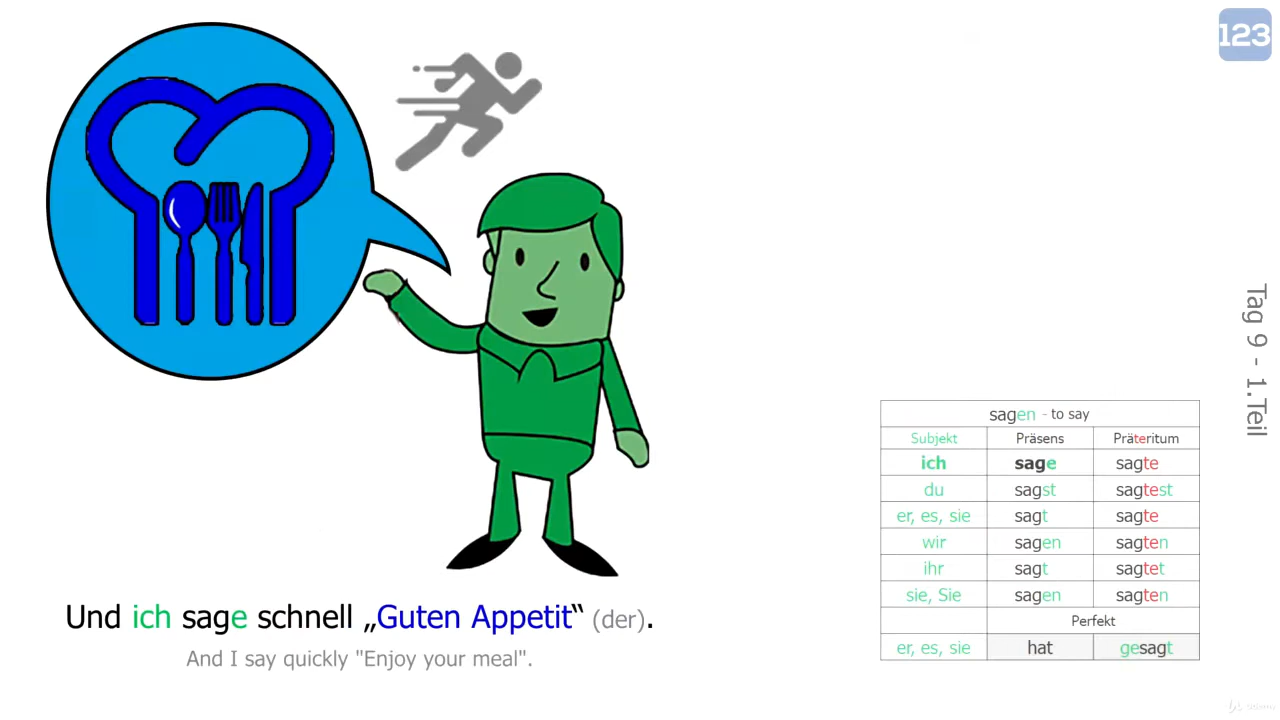 123
Tag 9 - 1.Teil
sagen - to say
Subjekt Präsens Präteritum
ich sage sagte
du sagst sagtest
er, es, sie sagt sagte
wir sagen sagten
ihr sagt sagtet
sie, Sie sagen sagten
Perfekt
er, es, sie hat gesagt
Und ich sage schnell „Guten Appetit“ (der).
And I say quickly "Enjoy your meal".